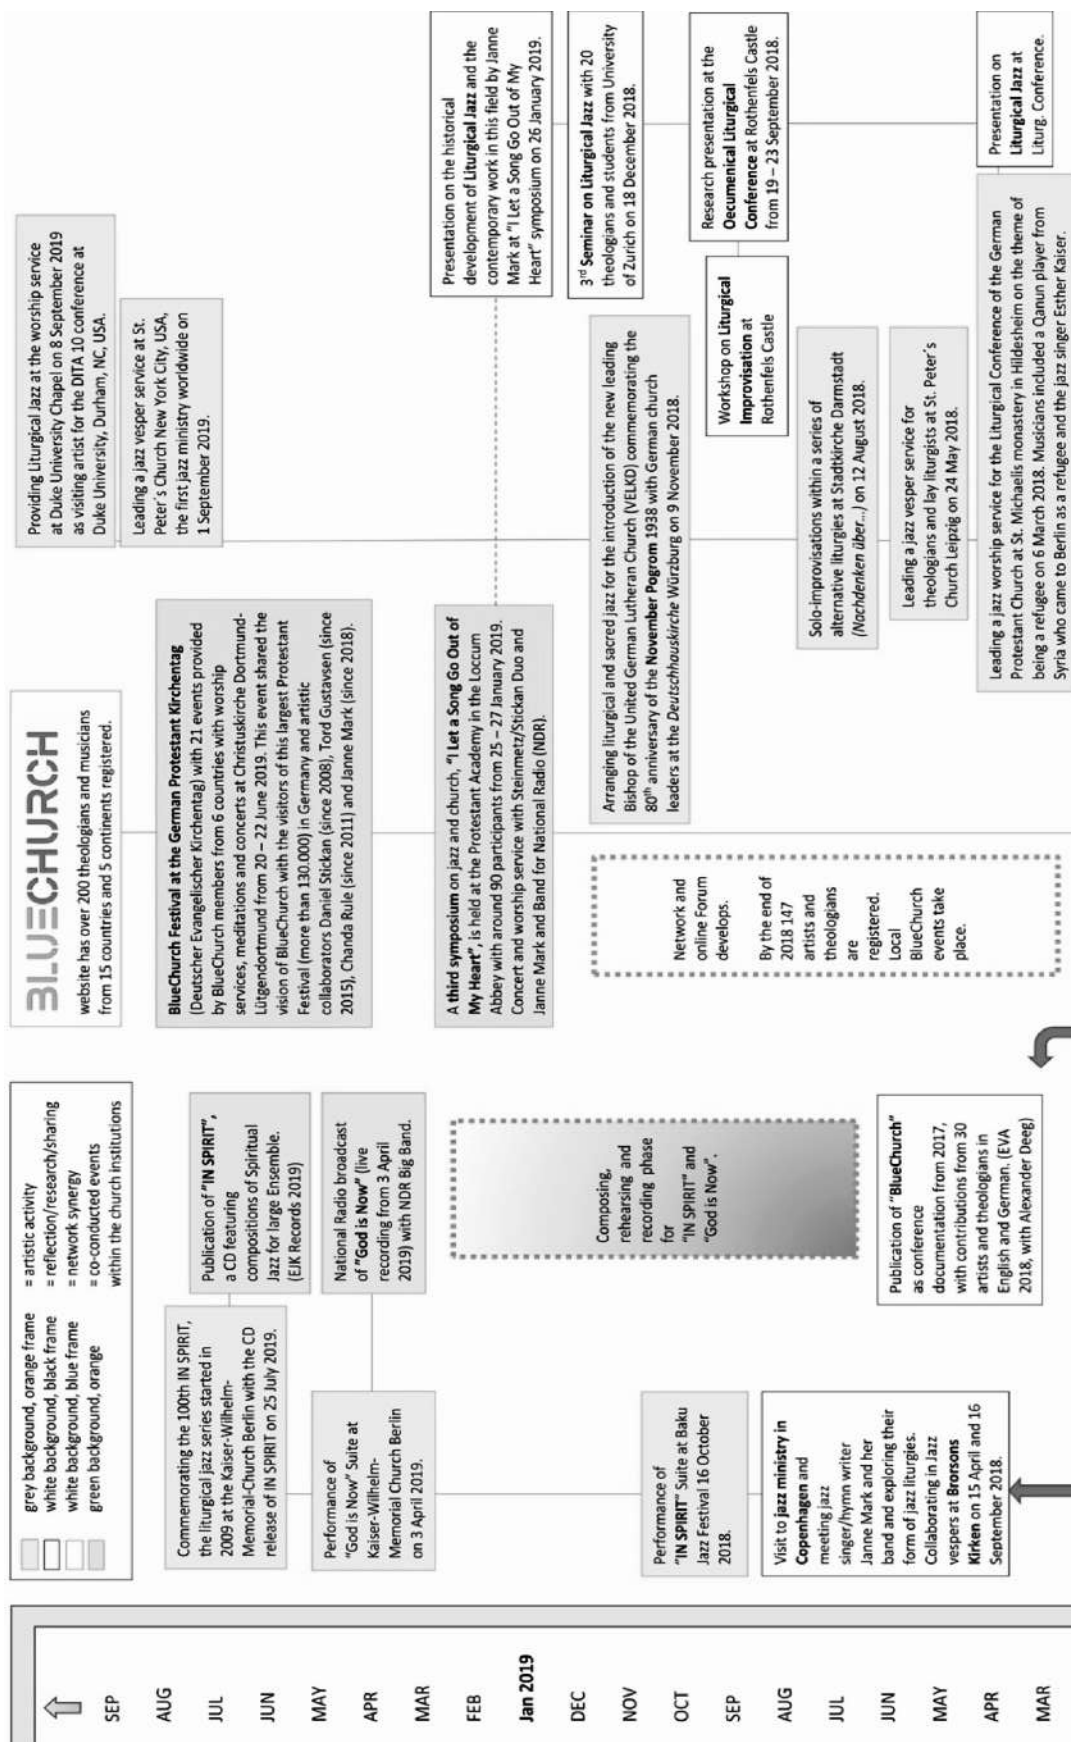 grey background, orange frame = artistic activity
white background, black frame = reflection/research/sharing
white background, blue frame = network synergy
green background, orange = co-conducted events
within the church institutions
BLUECHURCH
website has over 200 theologians and musicians
from 15 countries and 5 continents registered.
Providing Liturgical Jazz at the worship service
at Duke University Chapel on 8 September 2019
as visiting artist for the DITA 10 conference at
Duke University, Durham, NC, USA.
Leading a jazz vesper service at St.
Peter´s Church New York City, USA,
the first jazz ministry worldwide on
1 September 2019.
Commemorating the 100th IN SPIRIT,
the liturgical jazz series started in
2009 at the Kaiser-Wilhelm-
Memorial-Church Berlin with the CD
release of IN SPIRIT on 25 July 2019.
Publication of "IN SPIRIT",
a CD featuring
compositions of Spiritual
Jazz for large Ensemble.
(EJK Records 2019)
BlueChurch Festival at the German Protestant Kirchentag
(Deutscher Evangelischer Kirchentag) with 21 events provided
by BlueChurch members from 6 countries with worship
services, meditations and concerts at Christuskirche Dortmund-
Lütgendortmund from 20 – 22 June 2019. This event shared the
vision of BlueChurch with the visitors of this largest Protestant
Festival (more than 130.000) in Germany and artistic
collaborators Daniel Stickan (since 2008), Tord Gustavsen (since
2015), Chanda Rule (since 2011) and Janne Mark (since 2018).
Performance of
"God is Now" Suite at
Kaiser-Wilhelm-
Memorial Church Berlin
on 3 April 2019.
National Radio broadcast
of "God is Now" (live
recording from 3 April
2019) with NDR Big Band.
A third symposium on jazz and church, "I Let a Song Go Out of
My Heart", is held at the Protestant Academy in the Loccum
Abbey with around 90 participants from 25 – 27 January 2019.
Concert and worship service with Steinmetz/Stickan Duo and
Janne Mark and Band for National Radio (NDR).
Presentation on the historical
development of Liturgical Jazz and the
contemporary work in this field by Janne
Mark at "I Let a Song Go Out of My
Heart" symposium on 26 January 2019.
3rd Seminar on Liturgical Jazz with 20
theologians and students from University
of Zurich on 18 December 2018.
Composing,
rehearsing and
recording phase
for
"IN SPIRIT" and
"God is Now".
Arranging liturgical and sacred jazz for the introduction of the new leading
Bishop of the United German Lutheran Church (VELKD) commemorating the
80th anniversary of the November Pogrom 1938 with German church
leaders at the Deutschhauskirche Würzburg on 9 November 2018.
Network and
online Forum
develops.
By the end of
2018 147
artists and
theologians
are
registered.
Local
BlueChurch
events take
place.
Research presentation at the
Oecumenical Liturgical
Conference at Rothenfels Castle
from 19 – 23 September 2018.
Workshop on Liturgical
Improvisation at
Rothenfels Castle
Performance of
"IN SPIRIT" Suite at Baku
Jazz Festival 16 October
2018.
Solo-improvisations within a series of
alternative liturgies at Stadtkirche Darmstadt
(Nachdenken über...) on 12 August 2018.
Visit to jazz ministry in
Copenhagen and
meeting jazz
singer/hymn writer
Janne Mark and her
band and exploring their
form of jazz liturgies.
Collaborating in Jazz
vespers at Brorsons
Kirken on 15 April and 16
September 2018.
Publication of "BlueChurch"
as conference
documentation from 2017,
with contributions from 30
artists and theologians in
English and German. (EVA
2018, with Alexander Deeg)
Leading a jazz vesper service for
theologians and lay liturgists at St. Peter´s
Church Leipzig on 24 May 2018.
Leading a jazz worship service for the Liturgical Conference of the German
Protestant Church at St. Michaelis monastery in Hildesheim on the theme of
being a refugee on 6 March 2018. Musicians included a Qanun player from
Syria who came to Berlin as a refugee and the jazz singer Esther Kaiser.
Presentation on
Liturgical Jazz at
Liturg. Conference.
SEP
AUG
JUL
JUN
MAY
APR
MAR
FEB
Jan 2019
DEC
NOV
OCT
SEP
AUG
JUL
JUN
MAY
APR
MAR